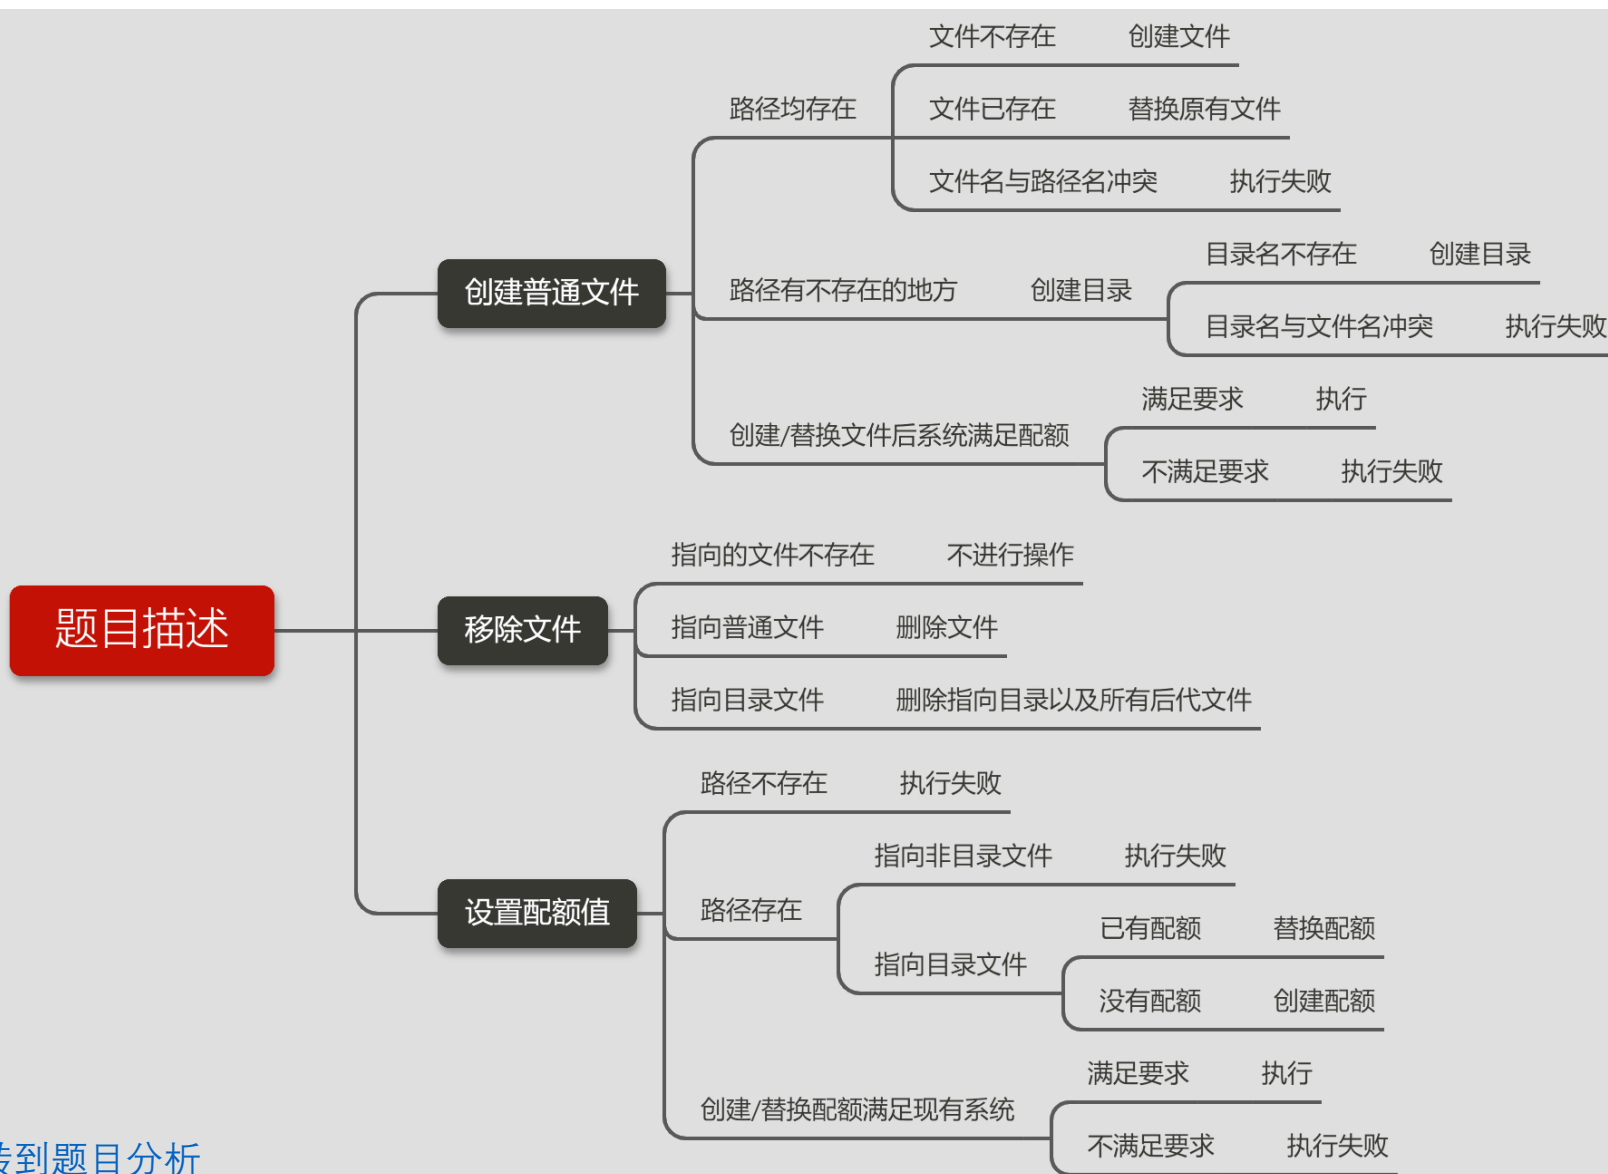 题目描述
创建普通文件
路径均存在
文件不存在 创建文件
文件已存在 替换原有文件
文件名与路径名冲突 执行失败
路径有不存在的地方 创建目录
目录名不存在 创建目录
目录名与文件名冲突 执行失败
创建/替换文件后系统满足配额
满足要求 执行
不满足要求 执行失败
移除文件
指向的文件不存在 不进行操作
指向普通文件 删除文件
指向目录文件 删除指向目录以及所有后代文件
设置配额值
路径不存在 执行失败
路径存在
指向非目录文件 执行失败
指向目录文件
已有配额 替换配额
没有配额 创建配额
创建/替换配额满足现有系统
满足要求 执行
不满足要求 执行失败
转到题目分析